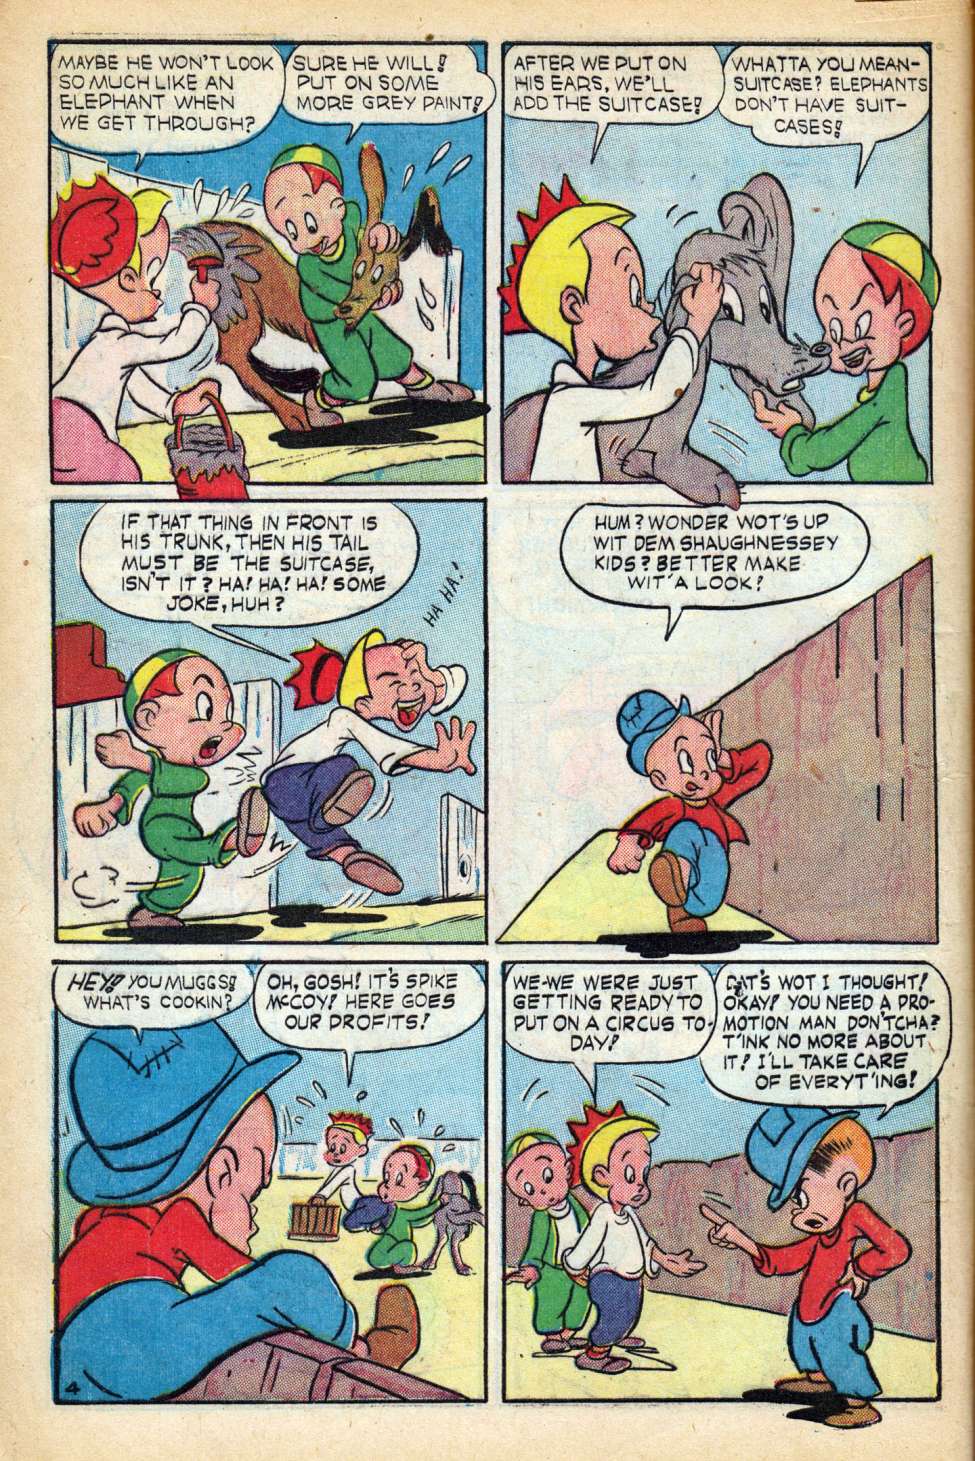 MAYBE HE WON'T LOOK
SO MUCH LIKE AN
ELEPHANT WHEN
WE GET THROUGH?
SURE HE WILL!
PUT ON SOME
MORE GREY PAINT!
AFTER WE PUT ON
HIS EARS, WE'LL
ADD THE SUITCASE!
WHATTA YOU MEAN-
SUITCASE? ELEPHANTS
DON'T HAVE SUIT-
CASES!
IF THAT THING IN FRONT IS
HIS TRUNK, THEN HIS TAIL
MUST BE THE SUITCASE,
ISN'T IT? HA! HA! HA! SOME
JOKE, HUH?
HA HA!
HUM? WONDER WOT'S UP
WIT DEM SHAUGHNESSEY
KIDS? BETTER MAKE
WIT' A LOOK!
HEY! YOU MUGGS!
WHAT'S COOKIN?
OH, GOSH! IT'S SPIKE
McCOY! HERE GOES
OUR PROFITS!
WE-WE WERE JUST
GETTING READY TO
PUT ON A CIRCUS TO-
DAY!
DAT'S WOT I THOUGHT!
OKAY! YOU NEED A PRO-
MOTION MAN DON'TCHA?
T'INK NO MORE ABOUT
IT! I'LL TAKE CARE
OF EVERYT'ING!
4